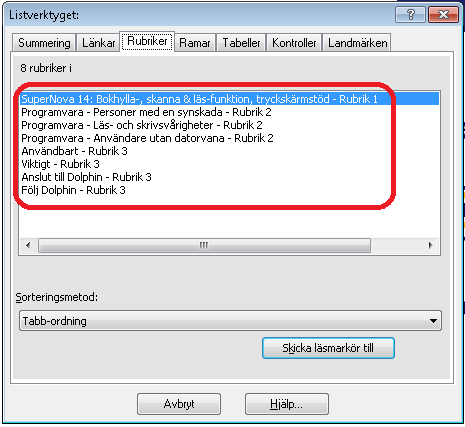 Listverktyget:
Summering Länkar Rubriker Ramar Tabeller Kontroller Landmärken
8 rubriker i
SuperNova 14: Bokhylla-, skanna & läs-funktion, tryckskärmstöd - Rubrik 1
Programvara - Personer med en synskada - Rubrik 2
Programvara - Läs- och skrivsvårigheter - Rubrik 2
Programvara - Användare utan datorvana - Rubrik 2
Användbart - Rubrik 3
Viktigt - Rubrik 3
Anslut till Dolphin - Rubrik 3
Följ Dolphin - Rubrik 3
Sorteringsmetod:
Tabb-ordning
Skicka läsmarkör till
Avbryt Hjälp...